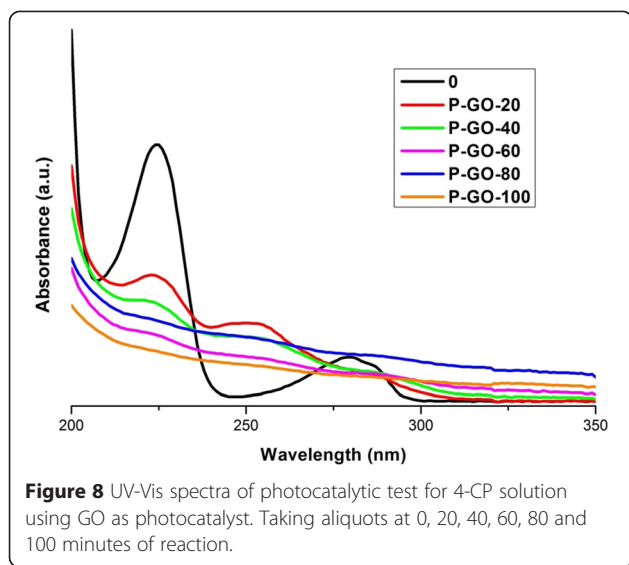 Absorbance (a.u.)
0
P-GO-20
P-GO-40
P-GO-60
P-GO-80
P-GO-100
200 250 300 350
Wavelength (nm)
Figure 8 UV-Vis spectra of photocatalytic test for 4-CP solution
using GO as photocatalyst. Taking aliquots at 0, 20, 40, 60, 80 and
100 minutes of reaction.